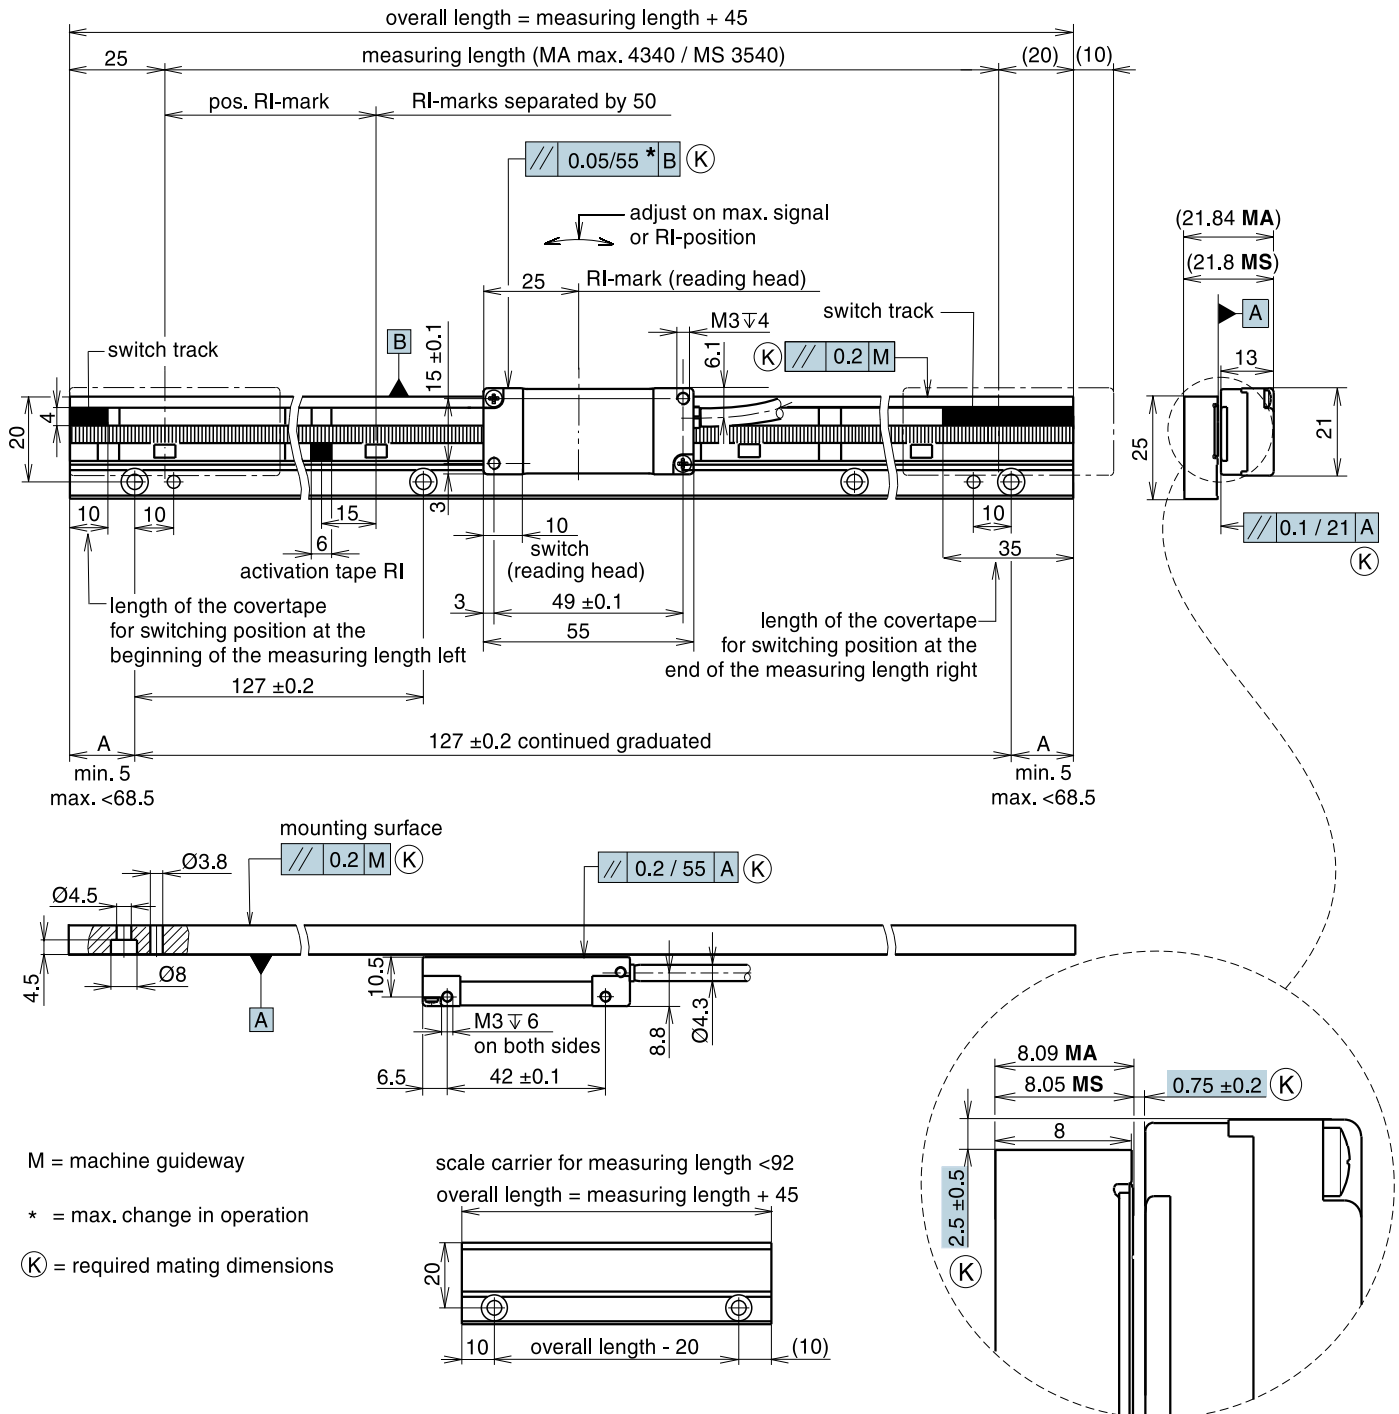 overall length = measuring length + 45
25
measuring length (MA max. 4340 / MS 3540)
(20)
(10)
pos. RI-mark
RI-marks separated by 50
// 0.05/55 * B K
adjust on max. signal
or RI-position
(21.84 MA)
(21.8 MS)
25
RI-mark (reading head)
M3↧4
switch track
A
switch track
B
15 ±0.1
6.1
K // 0.2 M
13
20
4
25
21
3
10
10
15
10
10
// 0.1 / 21 A
K
6
switch
(reading head)
35
activation tape RI
length of the covertape
for switching position at the
beginning of the measuring length left
3
49 ±0.1
55
length of the covertape
for switching position at the
end of the measuring length right
127 ±0.2
A
127 ±0.2 continued graduated
A
min. 5
max. <68.5
min. 5
max. <68.5
mounting surface
// 0.2 M K
// 0.2 / 55 A K
Ø3.8
Ø4.5
4.5
Ø8
A
10.5
M3 ↧ 6
on both sides
8.8
Ø4.3
6.5
42 ±0.1
8.09 MA
8.05 MS
0.75 ±0.2 K
8
2.5 ±0.5
K
M = machine guideway
* = max. change in operation
K = required mating dimensions
scale carrier for measuring length <92
overall length = measuring length + 45
20
10
overall length - 20
(10)